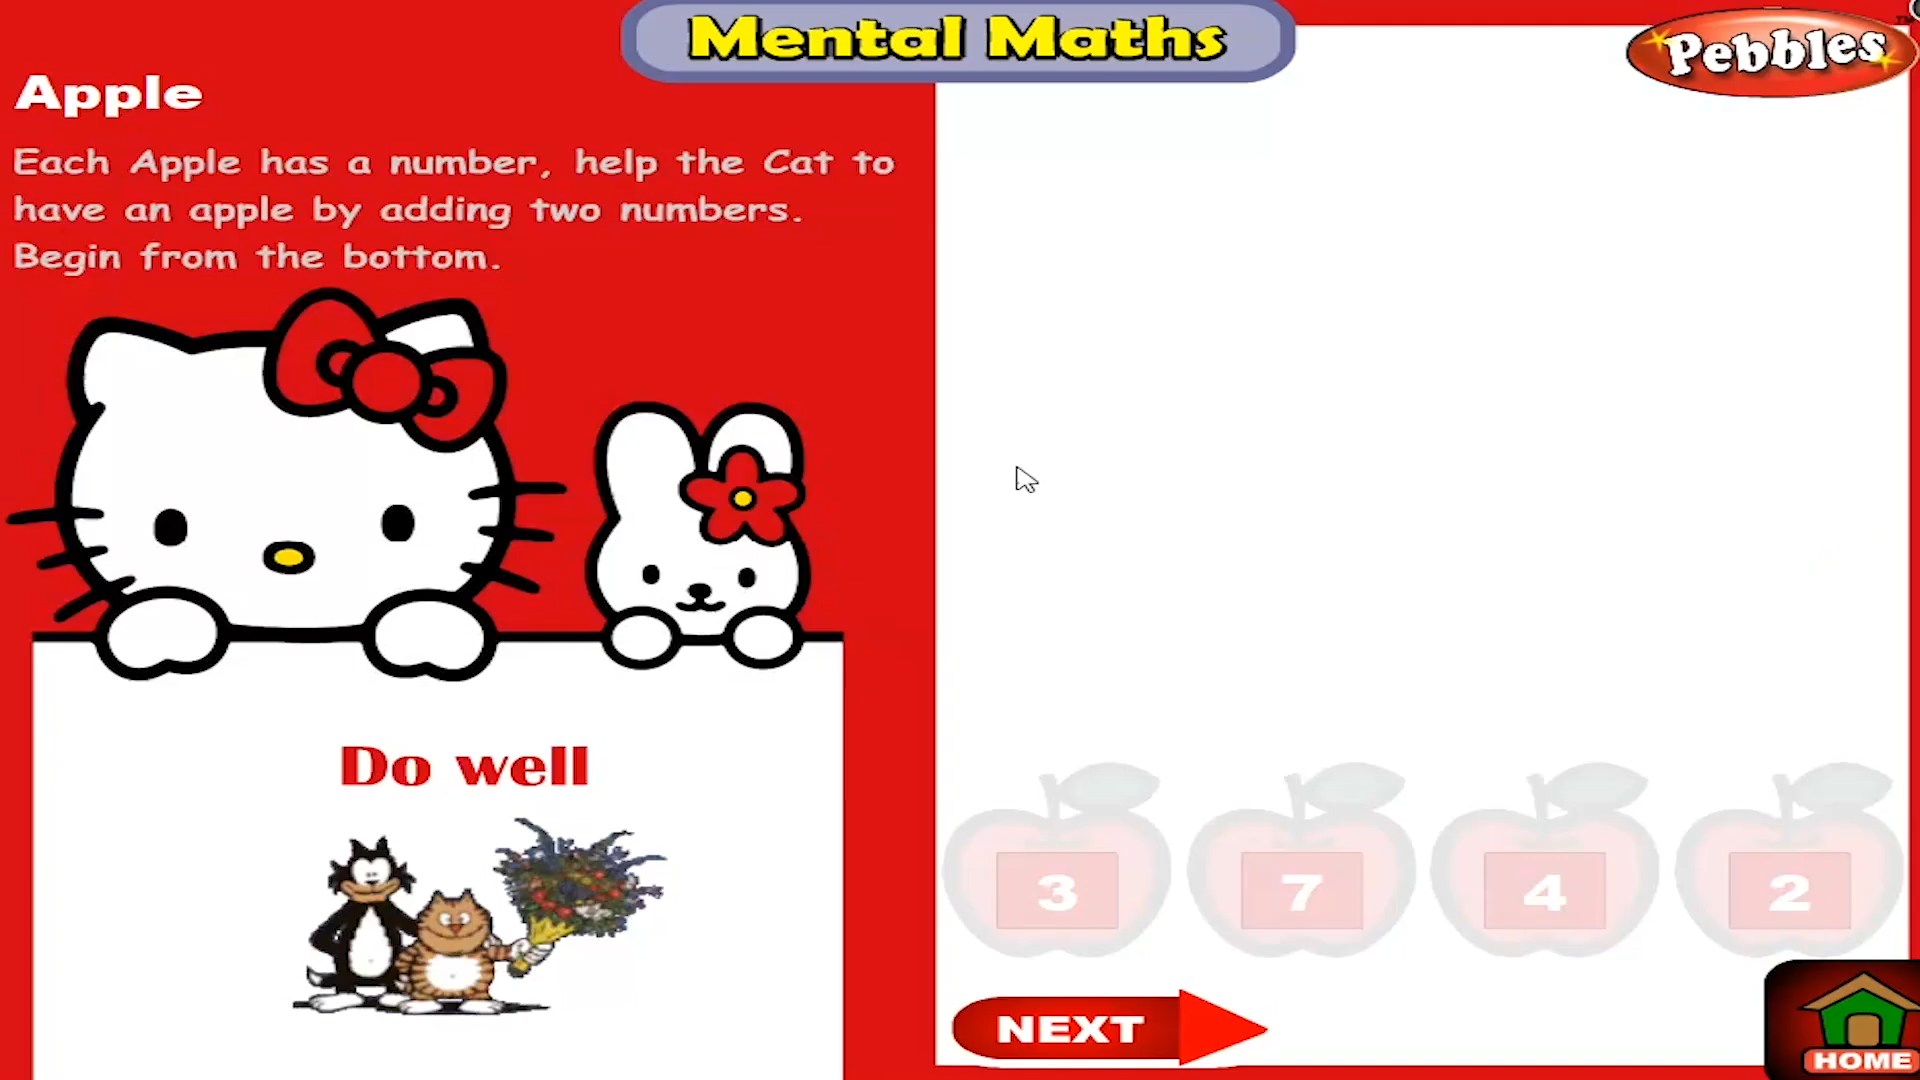 Mental Maths
Pebbles
Apple
Each Apple has a number, help the Cat to
have an apple by adding two numbers.
Begin from the bottom.
Do well
3 7 4 2
NEXT
HOME